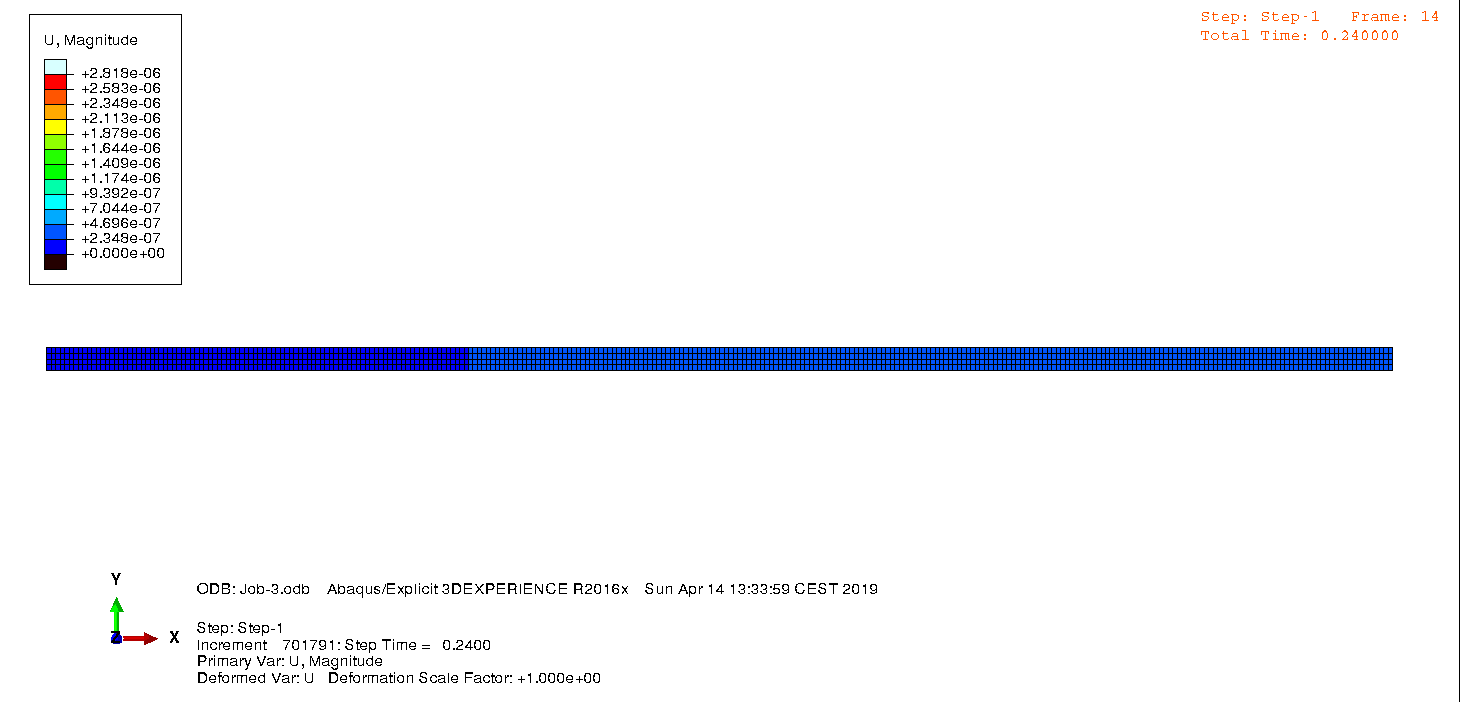 Step: Step-1 Frame: 14
Total Time: 0.240000
U, Magnitude
+2.818e-06
+2.583e-06
+2.348e-06
+2.113e-06
+1.878e-06
+1.644e-06
+1.409e-06
+1.174e-06
+9.392e-07
+7.044e-07
+4.696e-07
+2.348e-07
+0.000e+00
Y
X
ODB: Job-3.odb Abaqus/Explicit 3DEXPERIENCE R2016x Sun Apr 14 13:33:59 CEST 2019
Step: Step-1
Increment 701791: Step Time = 0.2400
Primary Var: U, Magnitude
Deformed Var: U Deformation Scale Factor: +1.000e+00